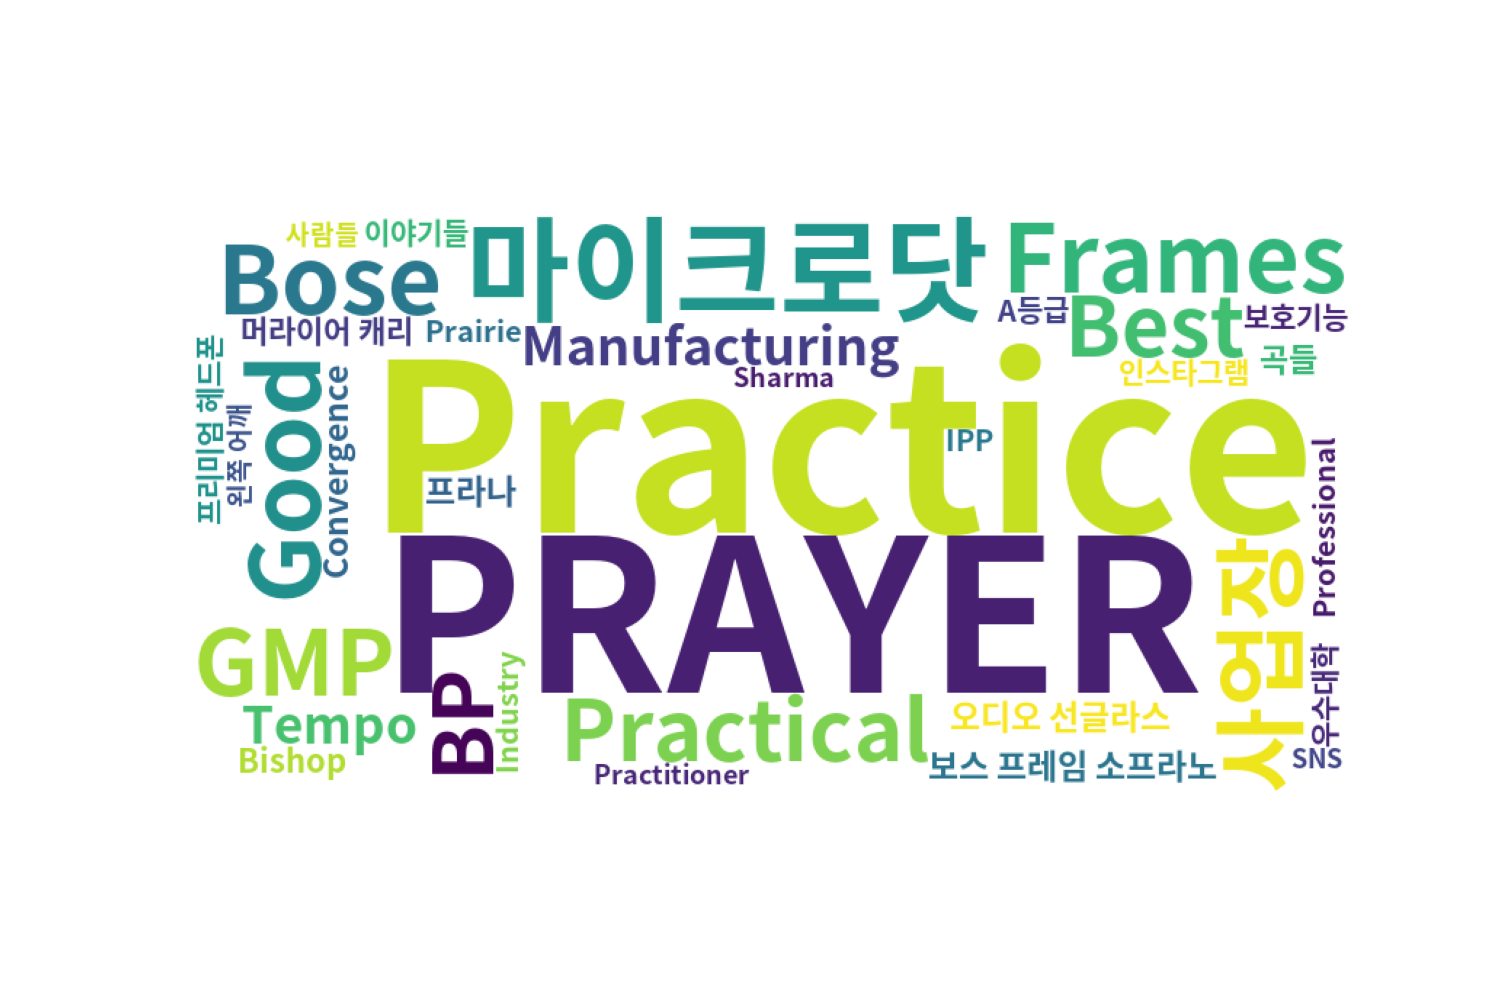 사람들 이야기들
Bose
마이크로닷
Frames
머라이어 캐리
Prairie
Manufacturing
A등급
Best
보호기능
Sharma
인스타그램
곡들
프리미엄 헤드폰
왼쪽 어깨
Good
Convergence
Practice
IPP
프라나
Professional
PRAYER
사업장
GMP
BP
Industry
Tempo
Bishop
Practical
Practitioner
오디오 선글라스
보스 프레임 소프라노
우수대학
SNS